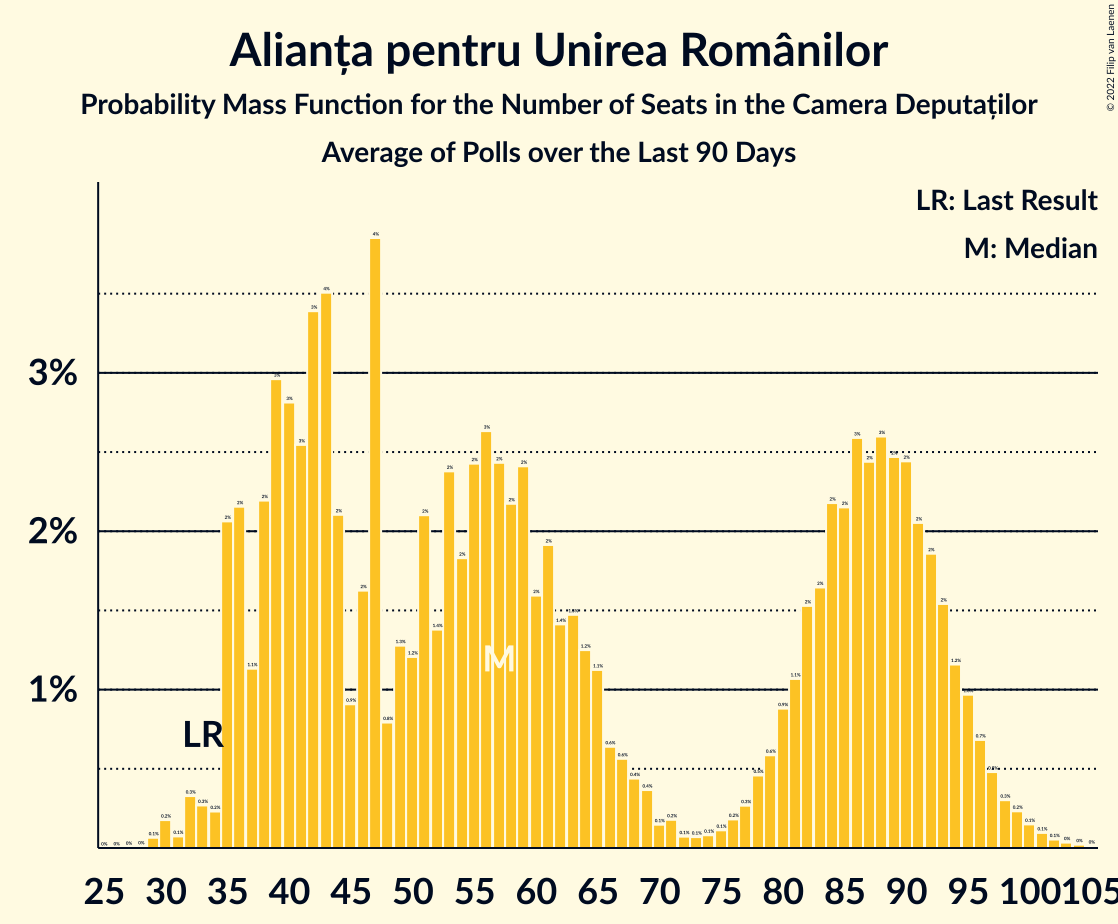 Alianța pentru Unirea Românilor
Probability Mass Function for the Number of Seats in the Camera Deputaților
Average of Polls over the Last 90 Days
© 2022 Filip van Laenen
LR: Last Result
M: Median
3%
2%
1%
LR
M
25 30 35 40 45 50 55 60 65 70 75 80 85 90 95 100 105